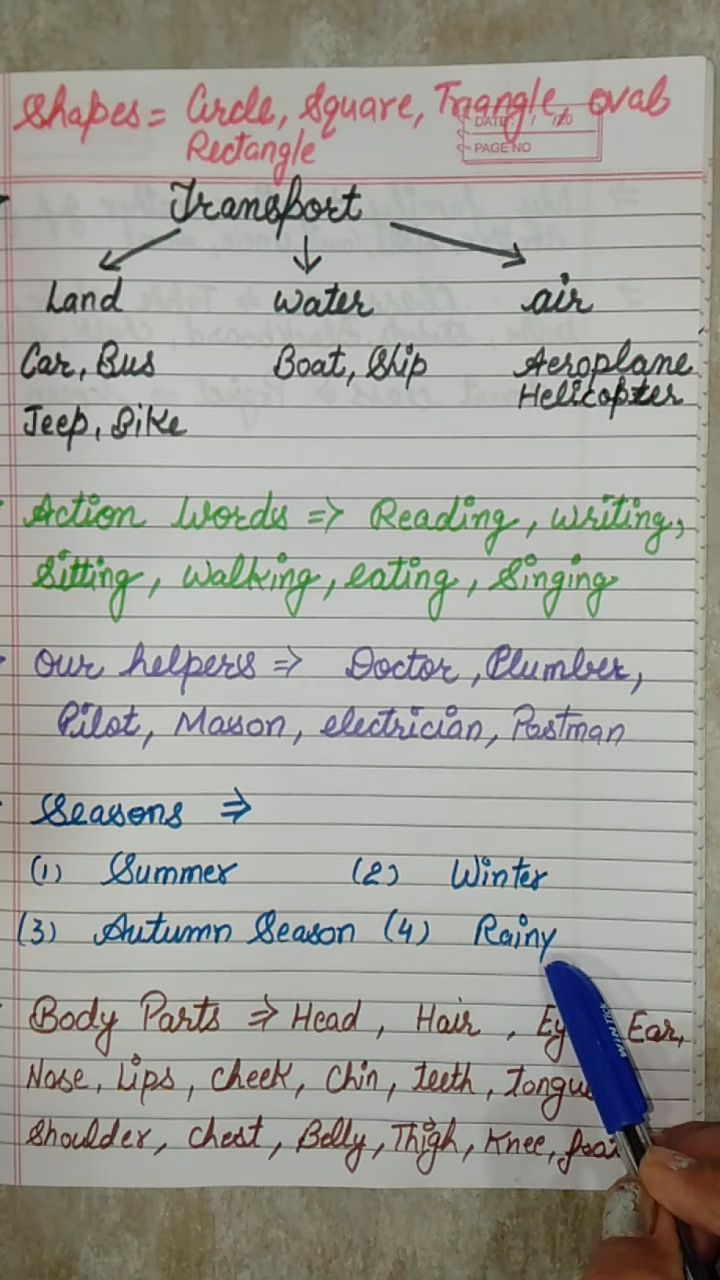 Shapes = Circle, Square, Triangle, oval
DATE: / /20
Rectangle
PAGE NO
Transport
Land water air
Car, Bus Boat, Ship Aeroplane
Helicopter
Jeep, Bike
Action Words => Reading, writing,
Sitting, walking, eating, Singing
Our helpers => Doctor, Plumber,
Pilot, Mason, electrician, Postman
Seasons =>
(1) Summer (2) Winter
(3) Autumn Season (4) Rainy
Body Parts => Head, Hair, Ey Ear,
Nose, Lips, cheek, Chin, teeth, Tongu
Shoulder, chest, Belly, Thigh, Knee,